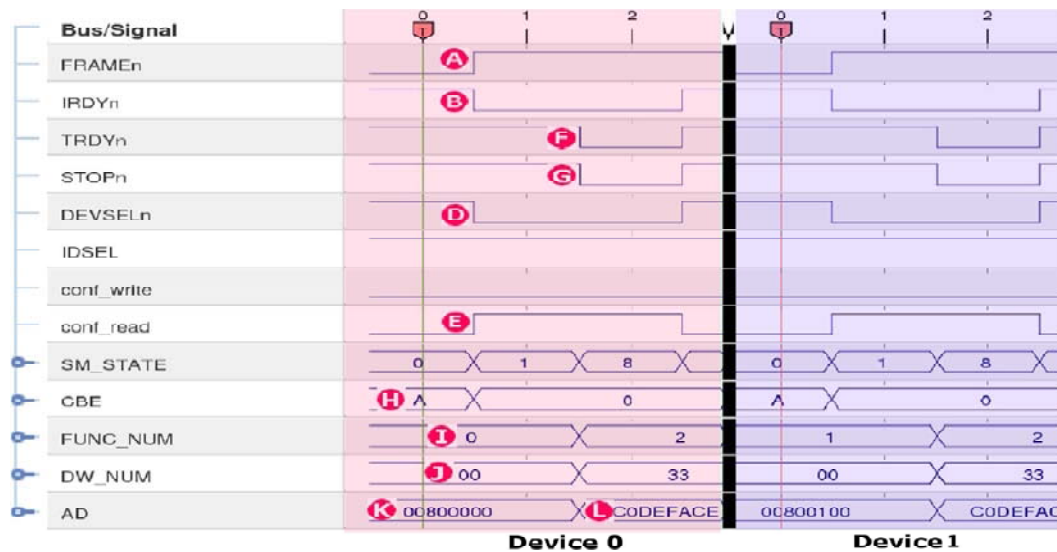 Bus/Signal 0 1 2 0 1 2
FRAMEn A
IRDYn B
TRDYn F
STOPn G
DEVSELn D
IDSEL
conf_write
conf_read E
SM_STATE 0 1 8 0 1 8
CBE H A 0 A 0
FUNC_NUM I 0 2 1 2
DW_NUM J 00 33 00 33
AD K 00800000 L C0DEFACE 00800100 C0DEFAC
Device 0 Device 1